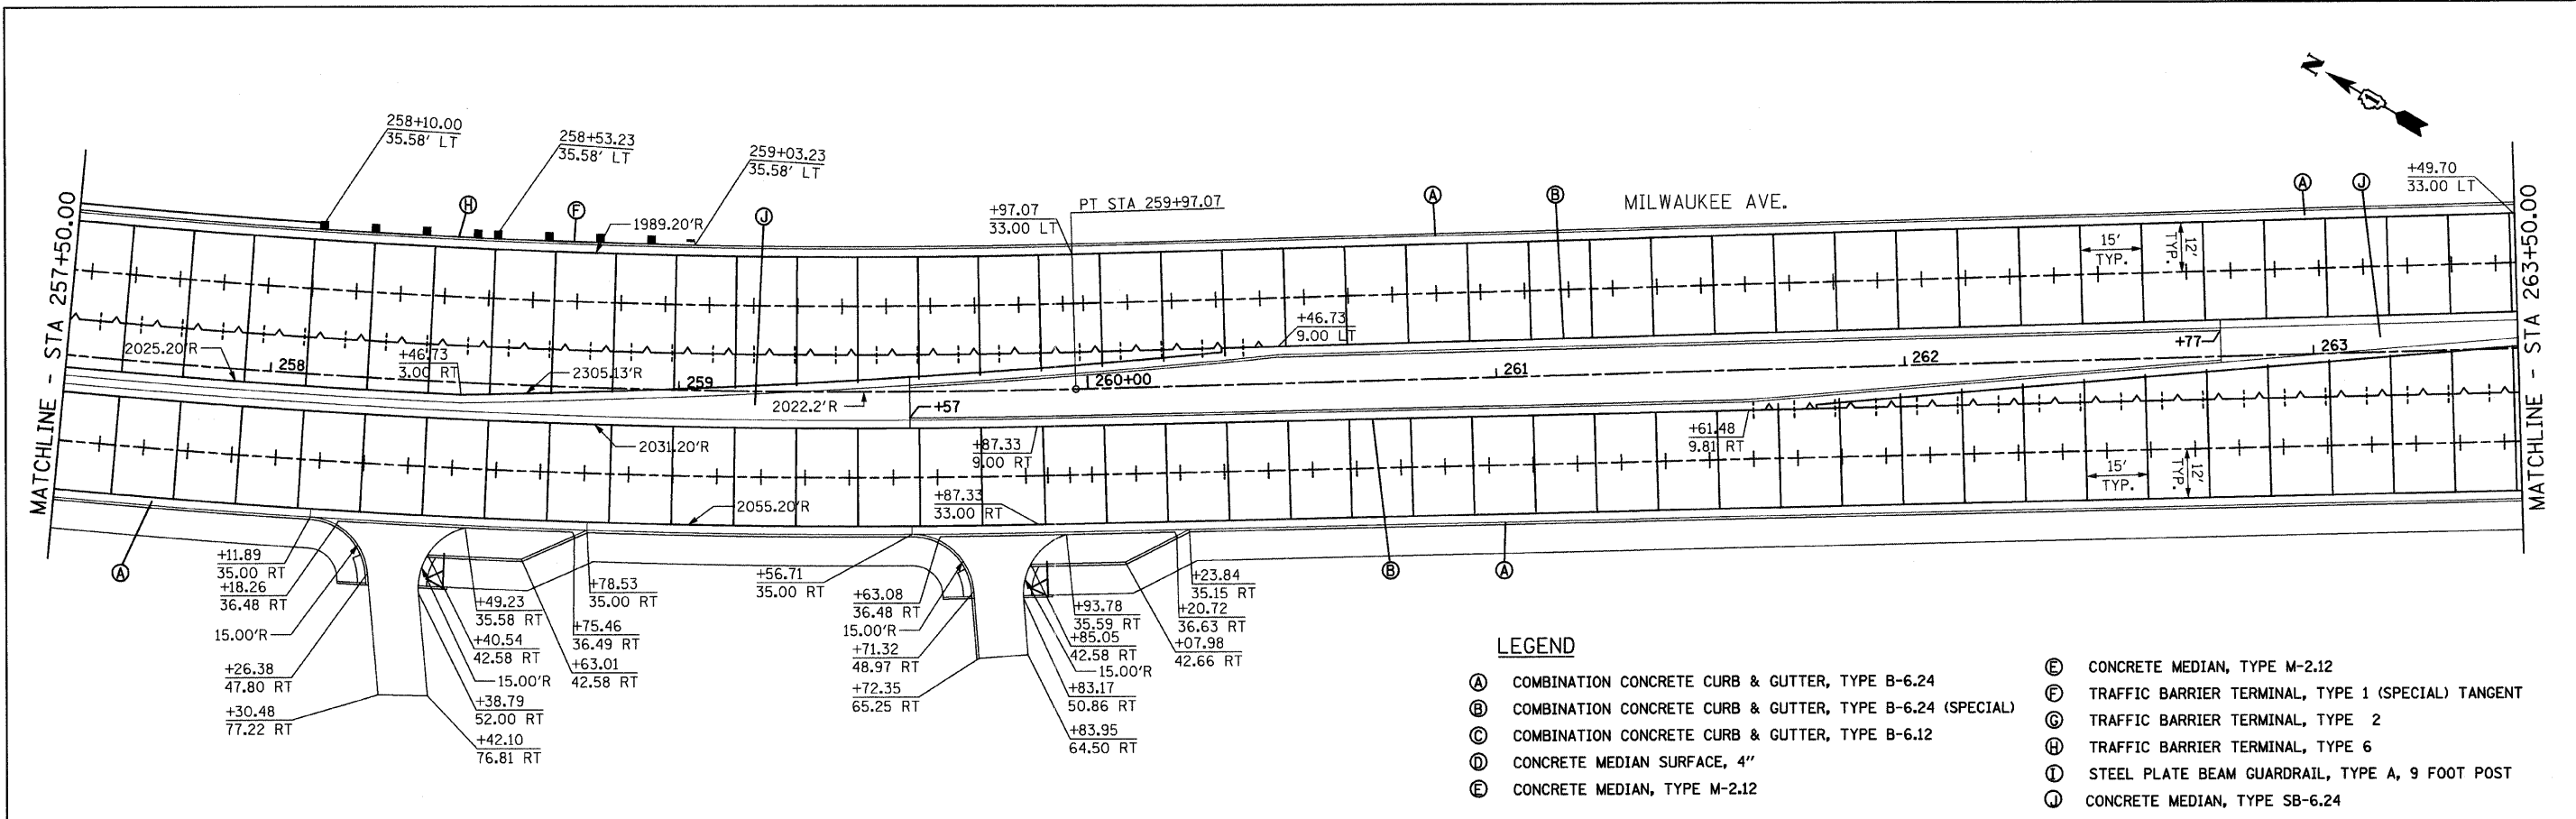 N
258+10.00
35.58' LT
258+53.23
35.58' LT
259+03.23
35.58' LT
+97.07
33.00 LT
PT STA 259+97.07
MILWAUKEE AVE.
+49.70
33.00 LT
A
B
A
J
H
F
J
1989.20'R
15'
TYP.
12'
TYP.
MATCHLINE - STA 257+50.00
MATCHLINE - STA 263+50.00
2025.20'R
258
+46.73
3.00 RT
2305.13'R
259
2022.2'R
+57
260+00
+46.73
9.00 LT
261
262
+77
263
2031.20'R
+87.33
9.00 RT
+61.48
9.81 RT
15'
TYP.
12'
TYP.
2055.20'R
+87.33
33.00 RT
A
B
A
+11.89
35.00 RT
+18.26
36.48 RT
15.00'R
+26.38
47.80 RT
+30.48
77.22 RT
+49.23
35.58 RT
+40.54
42.58 RT
15.00'R
+38.79
52.00 RT
+42.10
76.81 RT
+78.53
35.00 RT
+75.46
36.49 RT
+63.01
42.58 RT
+56.71
35.00 RT
+63.08
36.48 RT
15.00'R
+71.32
48.97 RT
+72.35
65.25 RT
+93.78
35.59 RT
+85.05
42.58 RT
15.00'R
+83.17
50.86 RT
+83.95
64.50 RT
+23.84
35.15 RT
+20.72
36.63 RT
+07.98
42.66 RT
LEGEND
A COMBINATION CONCRETE CURB & GUTTER, TYPE B-6.24
B COMBINATION CONCRETE CURB & GUTTER, TYPE B-6.24 (SPECIAL)
C COMBINATION CONCRETE CURB & GUTTER, TYPE B-6.12
D CONCRETE MEDIAN SURFACE, 4"
E CONCRETE MEDIAN, TYPE M-2.12
E CONCRETE MEDIAN, TYPE M-2.12
F TRAFFIC BARRIER TERMINAL, TYPE 1 (SPECIAL) TANGENT
G TRAFFIC BARRIER TERMINAL, TYPE 2
H TRAFFIC BARRIER TERMINAL, TYPE 6
I STEEL PLATE BEAM GUARDRAIL, TYPE A, 9 FOOT POST
J CONCRETE MEDIAN, TYPE SB-6.24